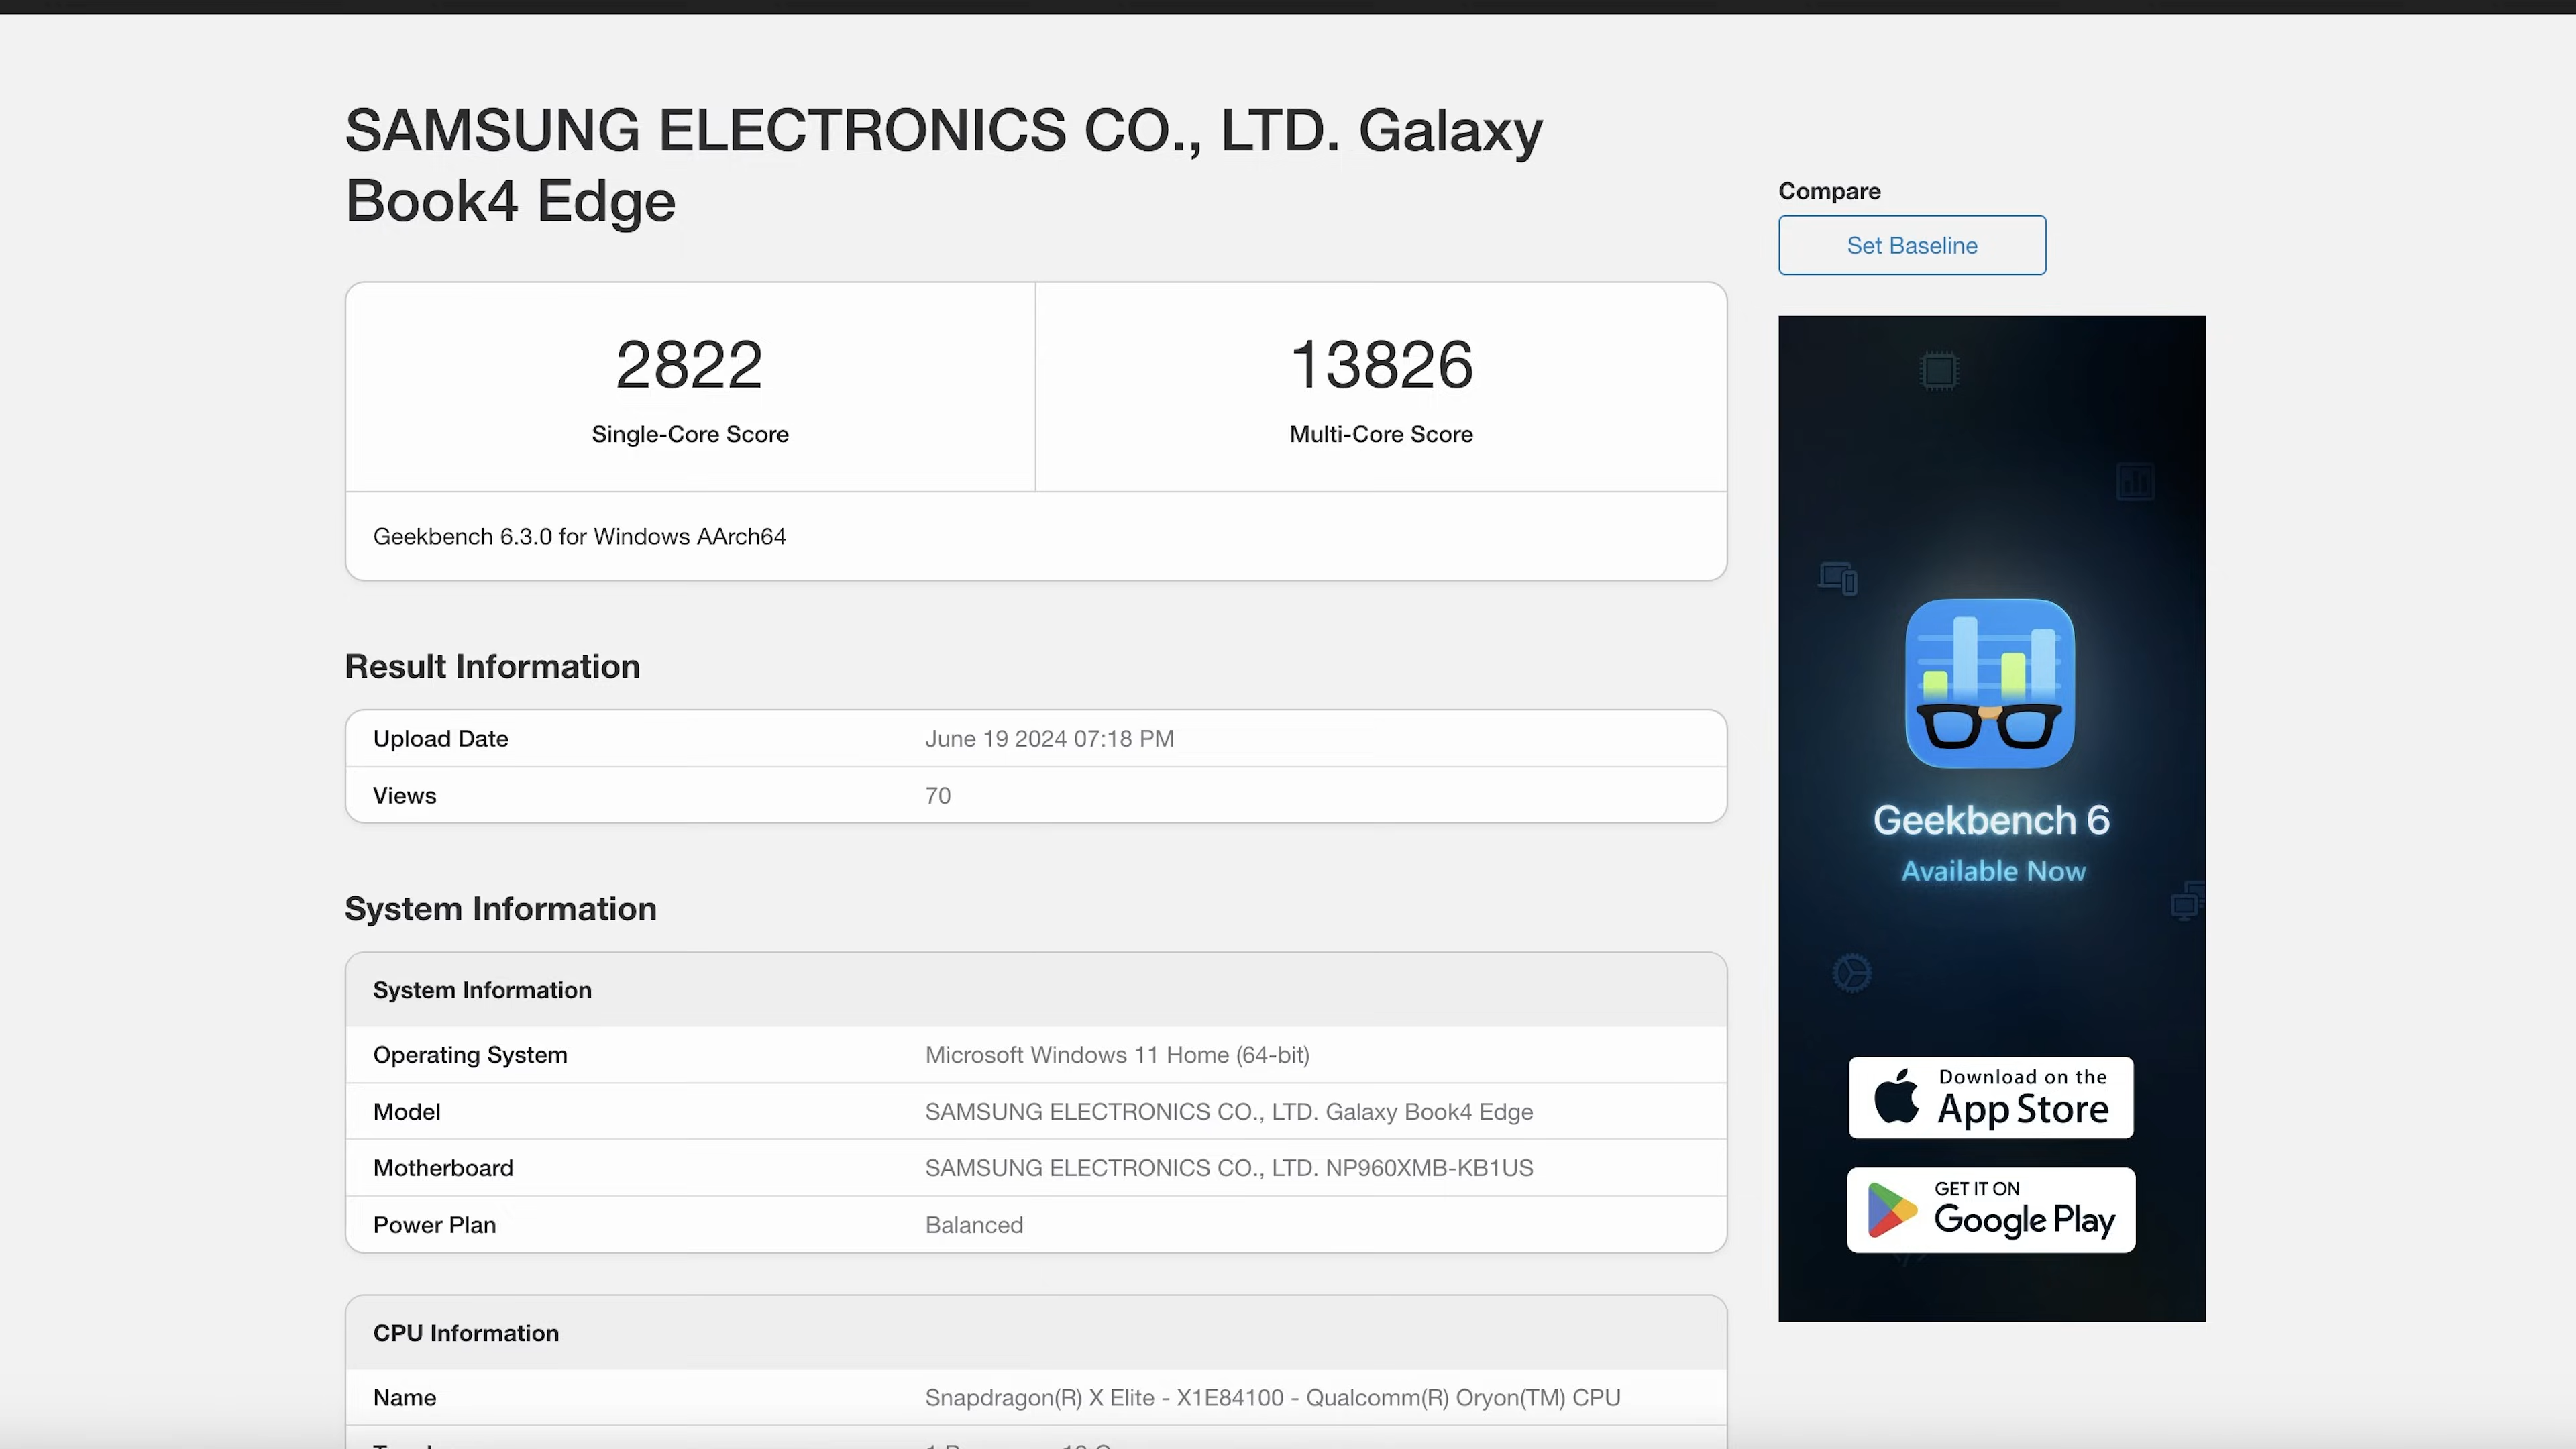 SAMSUNG ELECTRONICS CO., LTD. Galaxy
Book4 Edge
2822
Single-Core Score
13826
Multi-Core Score
Geekbench 6.3.0 for Windows AArch64
Result Information
Upload Date June 19 2024 07:18 PM
Views 70
System Information
System Information
Operating System Microsoft Windows 11 Home (64-bit)
Model SAMSUNG ELECTRONICS CO., LTD. Galaxy Book4 Edge
Motherboard SAMSUNG ELECTRONICS CO., LTD. NP960XMB-KB1US
Power Plan Balanced
CPU Information
Name Snapdragon(R) X Elite - X1E84100 - Qualcomm(R) Oryon(TM) CPU
Compare
Set Baseline
Geekbench 6
Available Now
Download on the
App Store
GET IT ON
Google Play